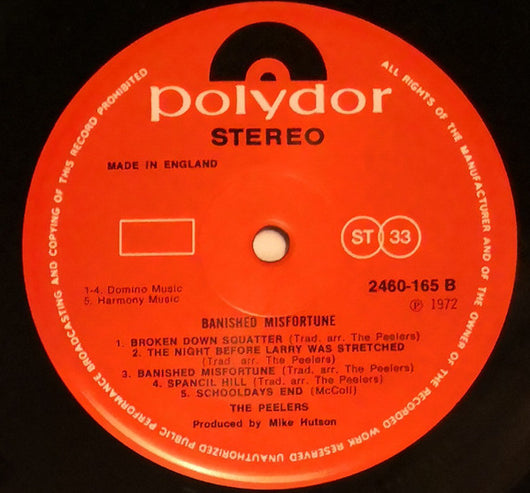 polydor
STEREO
MADE IN ENGLAND
ST 33
1-4. Domino Music
5. Harmony Music
2460-165 B
Ⓟ 1972
BANISHED MISFORTUNE
1. BROKEN DOWN SQUATTER (Trad. arr. The Peelers)
2. THE NIGHT BEFORE LARRY WAS STRETCHED
(Trad. arr. The Peelers)
3. BANISHED MISFORTUNE (Trad. arr. The Peelers)
4. SPANCIL HILL (Trad. arr. The Peelers)
5. SCHOOLDAYS END (McColl)
THE PEELERS
Produced by Mike Hutson
ALL RIGHTS OF THE MANUFACTURER AND OF THE OWNER OF THE RECORDED WORK RESERVED UNAUTHORIZED PUBLIC PERFORMANCE BROADCASTING AND COPYING OF THIS RECORD PROHIBITED